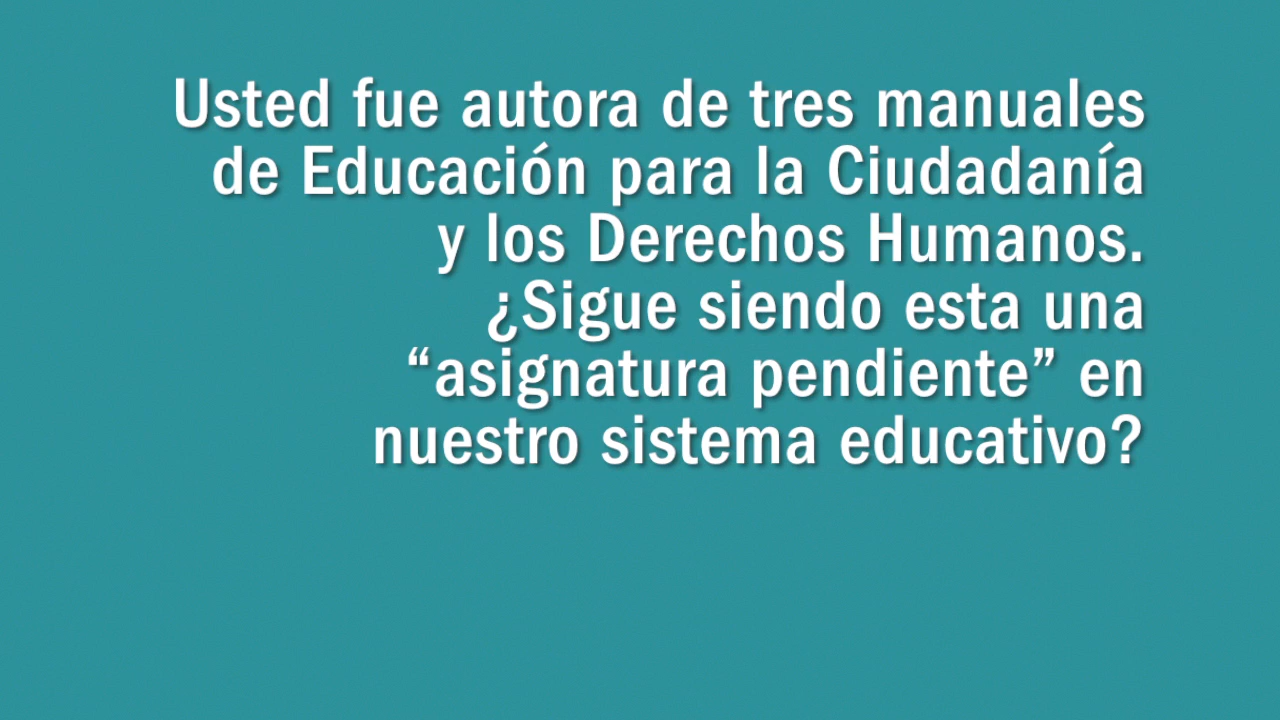 Usted fue autora de tres manuales
de Educación para la Ciudadanía
y los Derechos Humanos.
¿Sigue siendo esta una
“asignatura pendiente” en
nuestro sistema educativo?